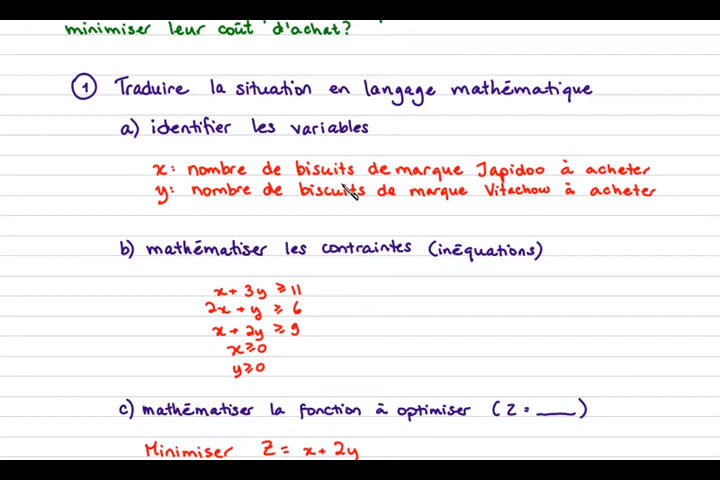 minimiser leur coût d'achat?
① Traduire la situation en langage mathématique
a) identifier les variables
x: nombre de bisuits de marque Japidoo à acheter
y: nombre de biscuits de marque Vitachow à acheter
b) mathématiser les contraintes (inéquations)
x + 3y ≥ 11
2x + y ≥ 6
x + 2y ≥ 9
x ≥ 0
y ≥ 0
c) mathématiser la fonction à optimiser (Z = ___)
Minimiser Z = x + 2y